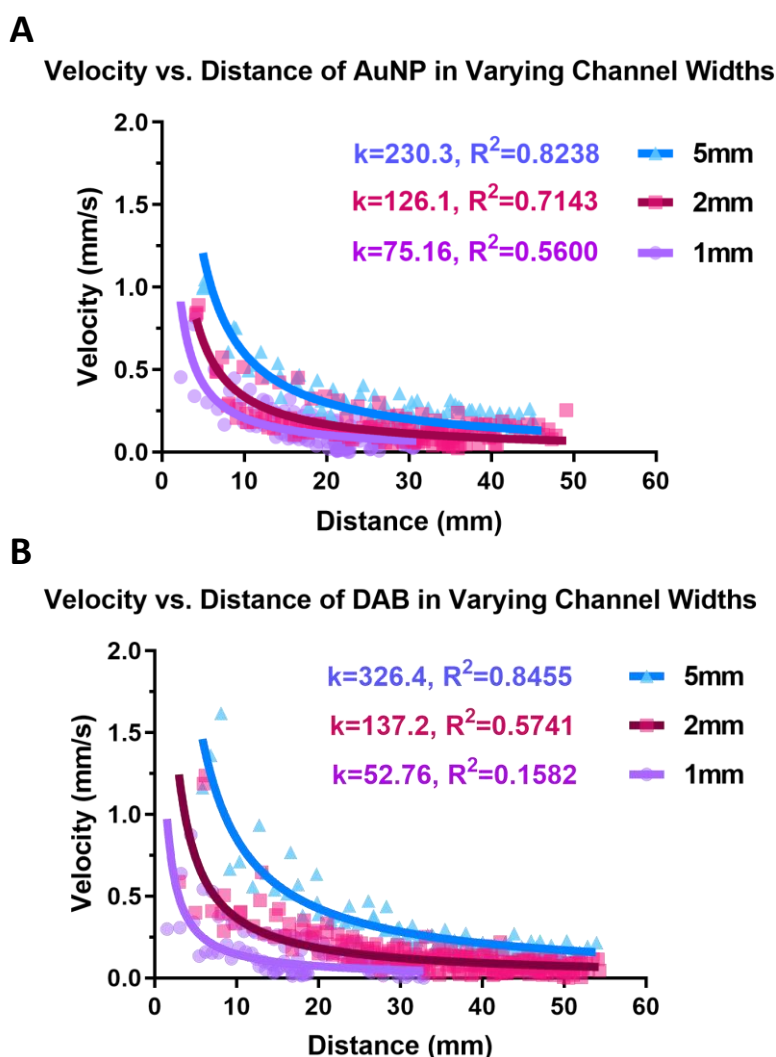 A
Velocity vs. Distance of AuNP in Varying Channel Widths
2.0
1.5
1.0
0.5
0.0
0 10 20 30 40 50 60
Velocity (mm/s)
Distance (mm)
k=230.3, R²=0.8238 5mm
k=126.1, R²=0.7143 2mm
k=75.16, R²=0.5600 1mm
B
Velocity vs. Distance of DAB in Varying Channel Widths
2.0
1.5
1.0
0.5
0.0
0 10 20 30 40 50 60
Velocity (mm/s)
Distance (mm)
k=326.4, R²=0.8455 5mm
k=137.2, R²=0.5741 2mm
k=52.76, R²=0.1582 1mm